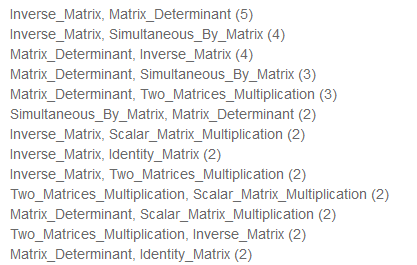 Inverse_Matrix, Matrix_Determinant (5)
Inverse_Matrix, Simultaneous_By_Matrix (4)
Matrix_Determinant, Inverse_Matrix (4)
Matrix_Determinant, Simultaneous_By_Matrix (3)
Matrix_Determinant, Two_Matrices_Multiplication (3)
Simultaneous_By_Matrix, Matrix_Determinant (2)
Inverse_Matrix, Scalar_Matrix_Multiplication (2)
Inverse_Matrix, Identity_Matrix (2)
Inverse_Matrix, Two_Matrices_Multiplication (2)
Two_Matrices_Multiplication, Scalar_Matrix_Multiplication (2)
Matrix_Determinant, Scalar_Matrix_Multiplication (2)
Two_Matrices_Multiplication, Inverse_Matrix (2)
Matrix_Determinant, Identity_Matrix (2)